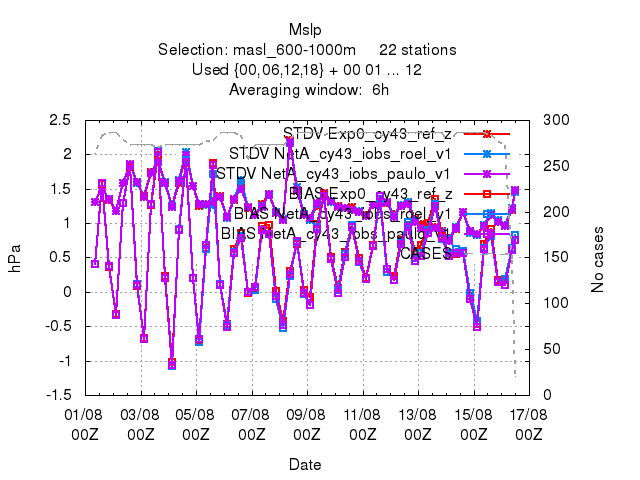 Mslp
Selection: masl_600-1000m 22 stations
Used {00,06,12,18} + 00 01 ... 12
Averaging window: 6h
2.5
2
1.5
1
0.5
0
-0.5
-1
-1.5
hPa
300
250
200
150
100
50
0
No cases
STDV Exp0_cy43_ref_z
STDV NetA_cy43_iobs_roel_v1
STDV NetA_cy43_iobs_paulo_v1
BIAS Exp0_cy43_ref_z
BIAS NetA_cy43_iobs_roel_v1
BIAS NetA_cy43_iobs_paulo_v1
CASES
01/08 03/08 05/08 07/08 09/08 11/08 13/08 15/08 17/08
00Z 00Z 00Z 00Z 00Z 00Z 00Z 00Z 00Z
Date